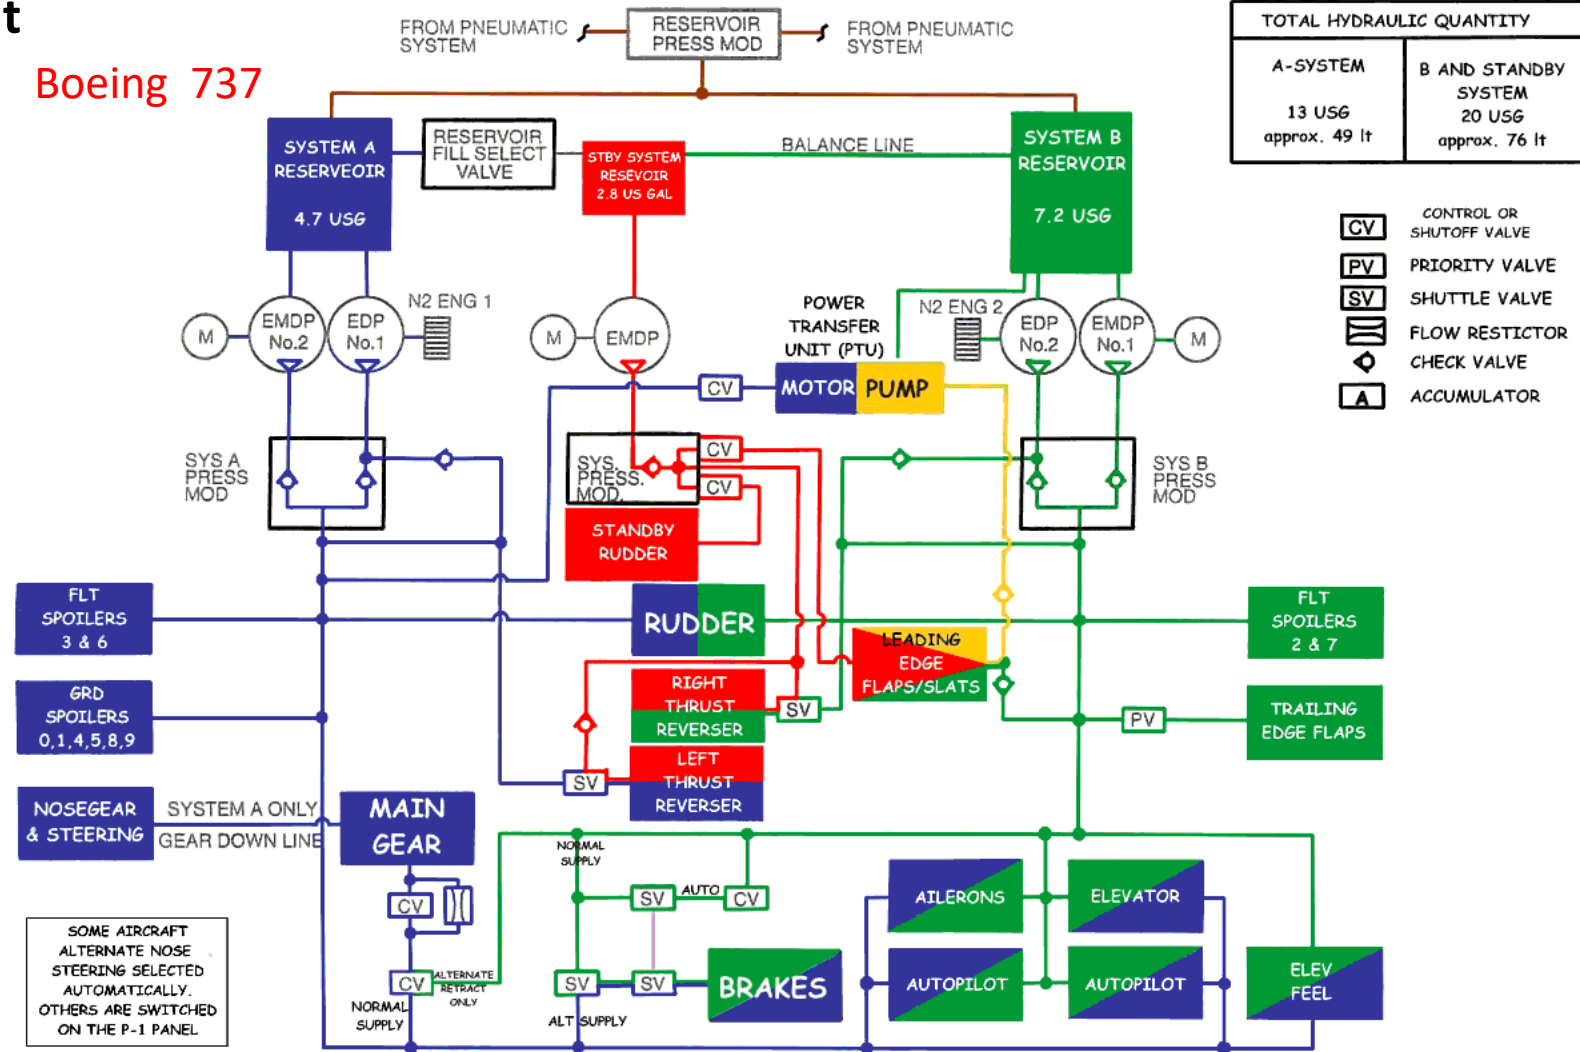 t
Boeing 737
FROM PNEUMATIC
SYSTEM
RESERVOIR
PRESS MOD
FROM PNEUMATIC
SYSTEM
TOTAL HYDRAULIC QUANTITY
A-SYSTEM
13 USG
approx. 49 lt
B AND STANDBY
SYSTEM
20 USG
approx. 76 lt
SYSTEM A
RESERVEOIR
4.7 USG
RESERVOIR
FILL SELECT
VALVE
STBY SYSTEM
RESEVOIR
2.8 US GAL
BALANCE LINE
SYSTEM B
RESERVOIR
7.2 USG
CV
CONTROL OR
SHUTOFF VALVE
PV
PRIORITY VALVE
SV
SHUTTLE VALVE
FLOW RESTICTOR
CHECK VALVE
A
ACCUMULATOR
M
EMDP
No.2
EDP
No.1
N2 ENG 1
M
EMDP
POWER
TRANSFER
UNIT (PTU)
N2 ENG 2
EDP
No.2
EMDP
No.1
M
CV
MOTOR
PUMP
SYS A
PRESS
MOD
SYS.
PRESS.
MOD.
CV
CV
SYS B
PRESS
MOD
STANDBY
RUDDER
FLT
SPOILERS
3 & 6
RUDDER
LEADING
EDGE
FLAPS/SLATS
FLT
SPOILERS
2 & 7
GRD
SPOILERS
0,1,4,5,8,9
RIGHT
THRUST
REVERSER
SV
PV
TRAILING
EDGE FLAPS
SV
LEFT
THRUST
REVERSER
NOSEGEAR
& STEERING
SYSTEM A ONLY
GEAR DOWN LINE
MAIN
GEAR
NORMAL
SUPPLY
CV
SV
AUTO
CV
AILERONS
ELEVATOR
SOME AIRCRAFT
ALTERNATE NOSE
STEERING SELECTED
AUTOMATICALLY.
OTHERS ARE SWITCHED
ON THE P-1 PANEL
CV
ALTERNATE
RETRACT
ONLY
NORMAL
SUPPLY
SV
SV
BRAKES
ALT SUPPLY
AUTOPILOT
AUTOPILOT
ELEV
FEEL